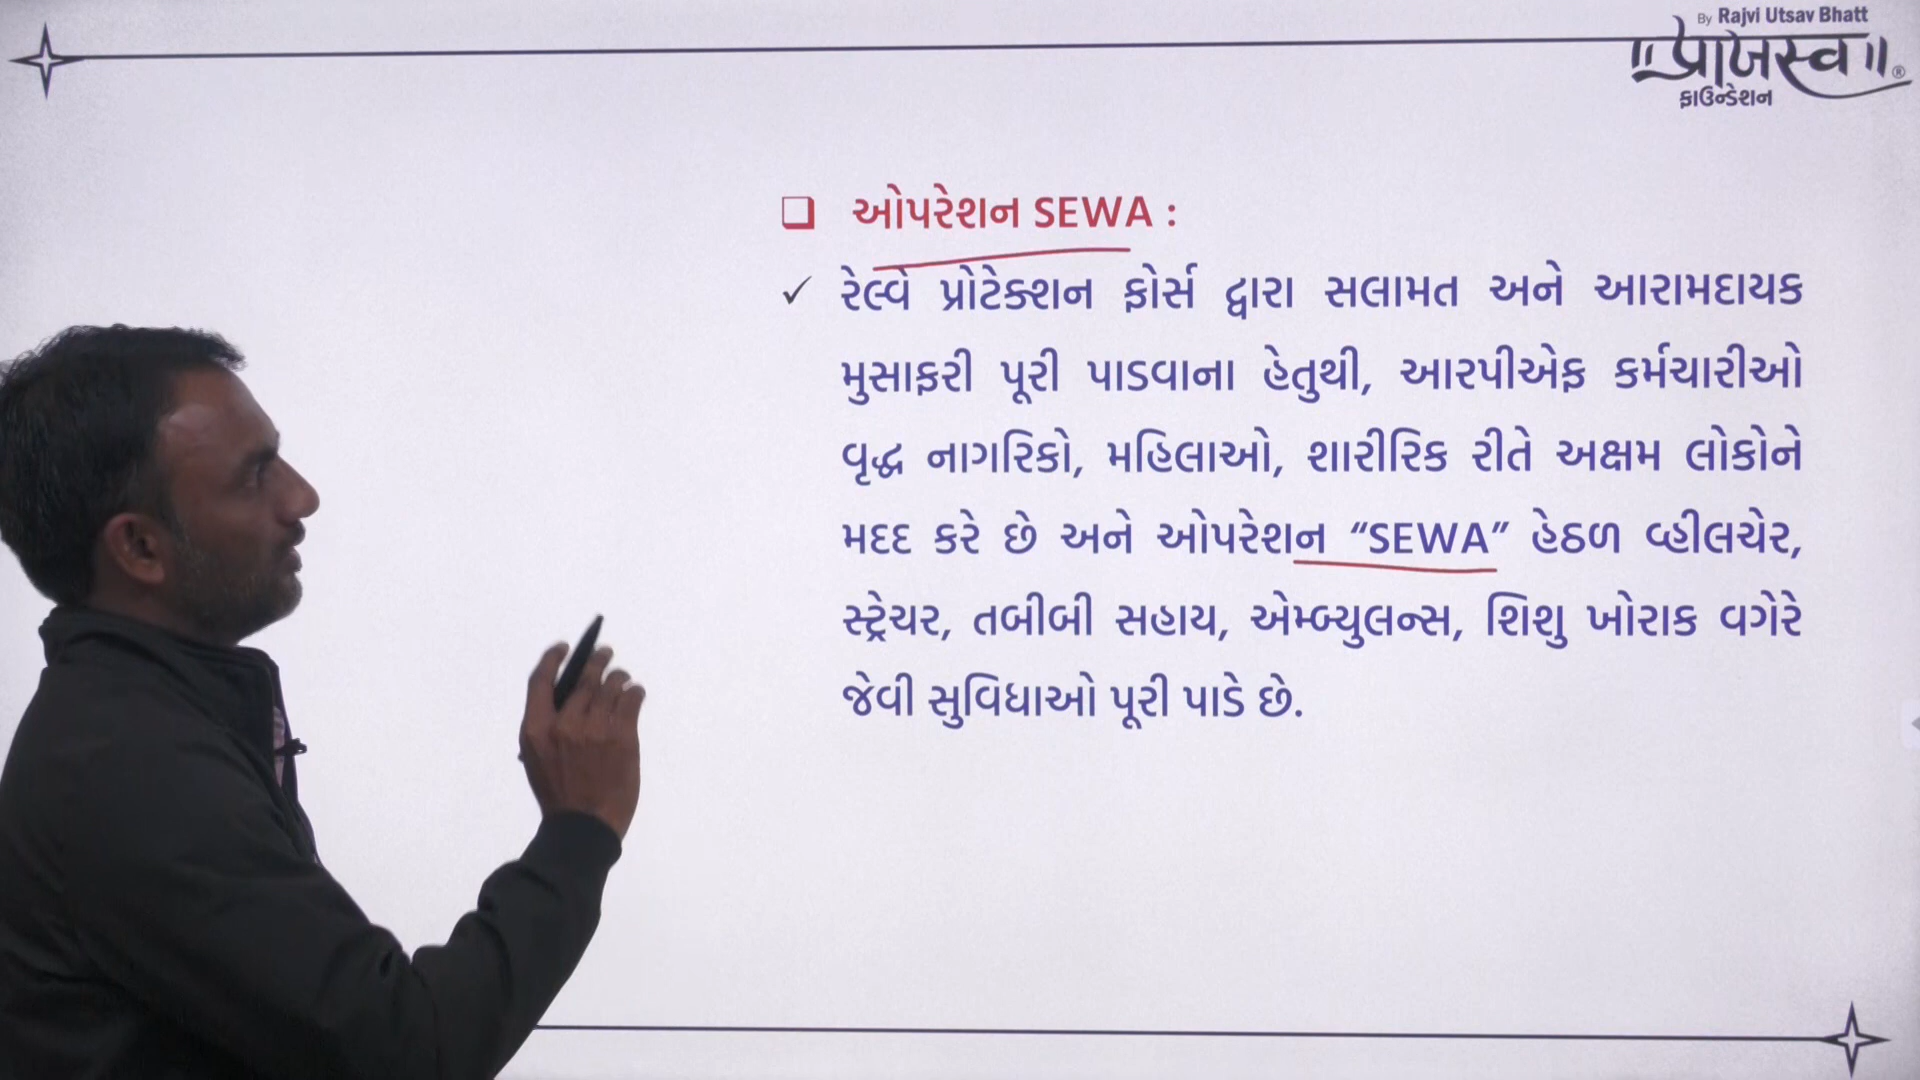 By Rajvi Utsav Bhatt
॥ प्राजस्व ॥ ®
ફાઉન્ડેશન
❑ ઓપરેશન SEWA :
✓ રેલ્વે પ્રોટેક્શન ફોર્સ દ્વારા સલામત અને આરામદાયક
મુસાફરી પૂરી પાડવાના હેતુથી, આરપીએફ કર્મચારીઓ
વૃદ્ધ નાગરિકો, મહિલાઓ, શારીરિક રીતે અક્ષમ લોકોને
મદદ કરે છે અને ઓપરેશન “SEWA” હેઠળ વ્હીલચેર,
સ્ટ્રેચર, તબીબી સહાય, એમ્બ્યુલન્સ, શિશુ ખોરાક વગેરે
જેવી સુવિધાઓ પૂરી પાડે છે.